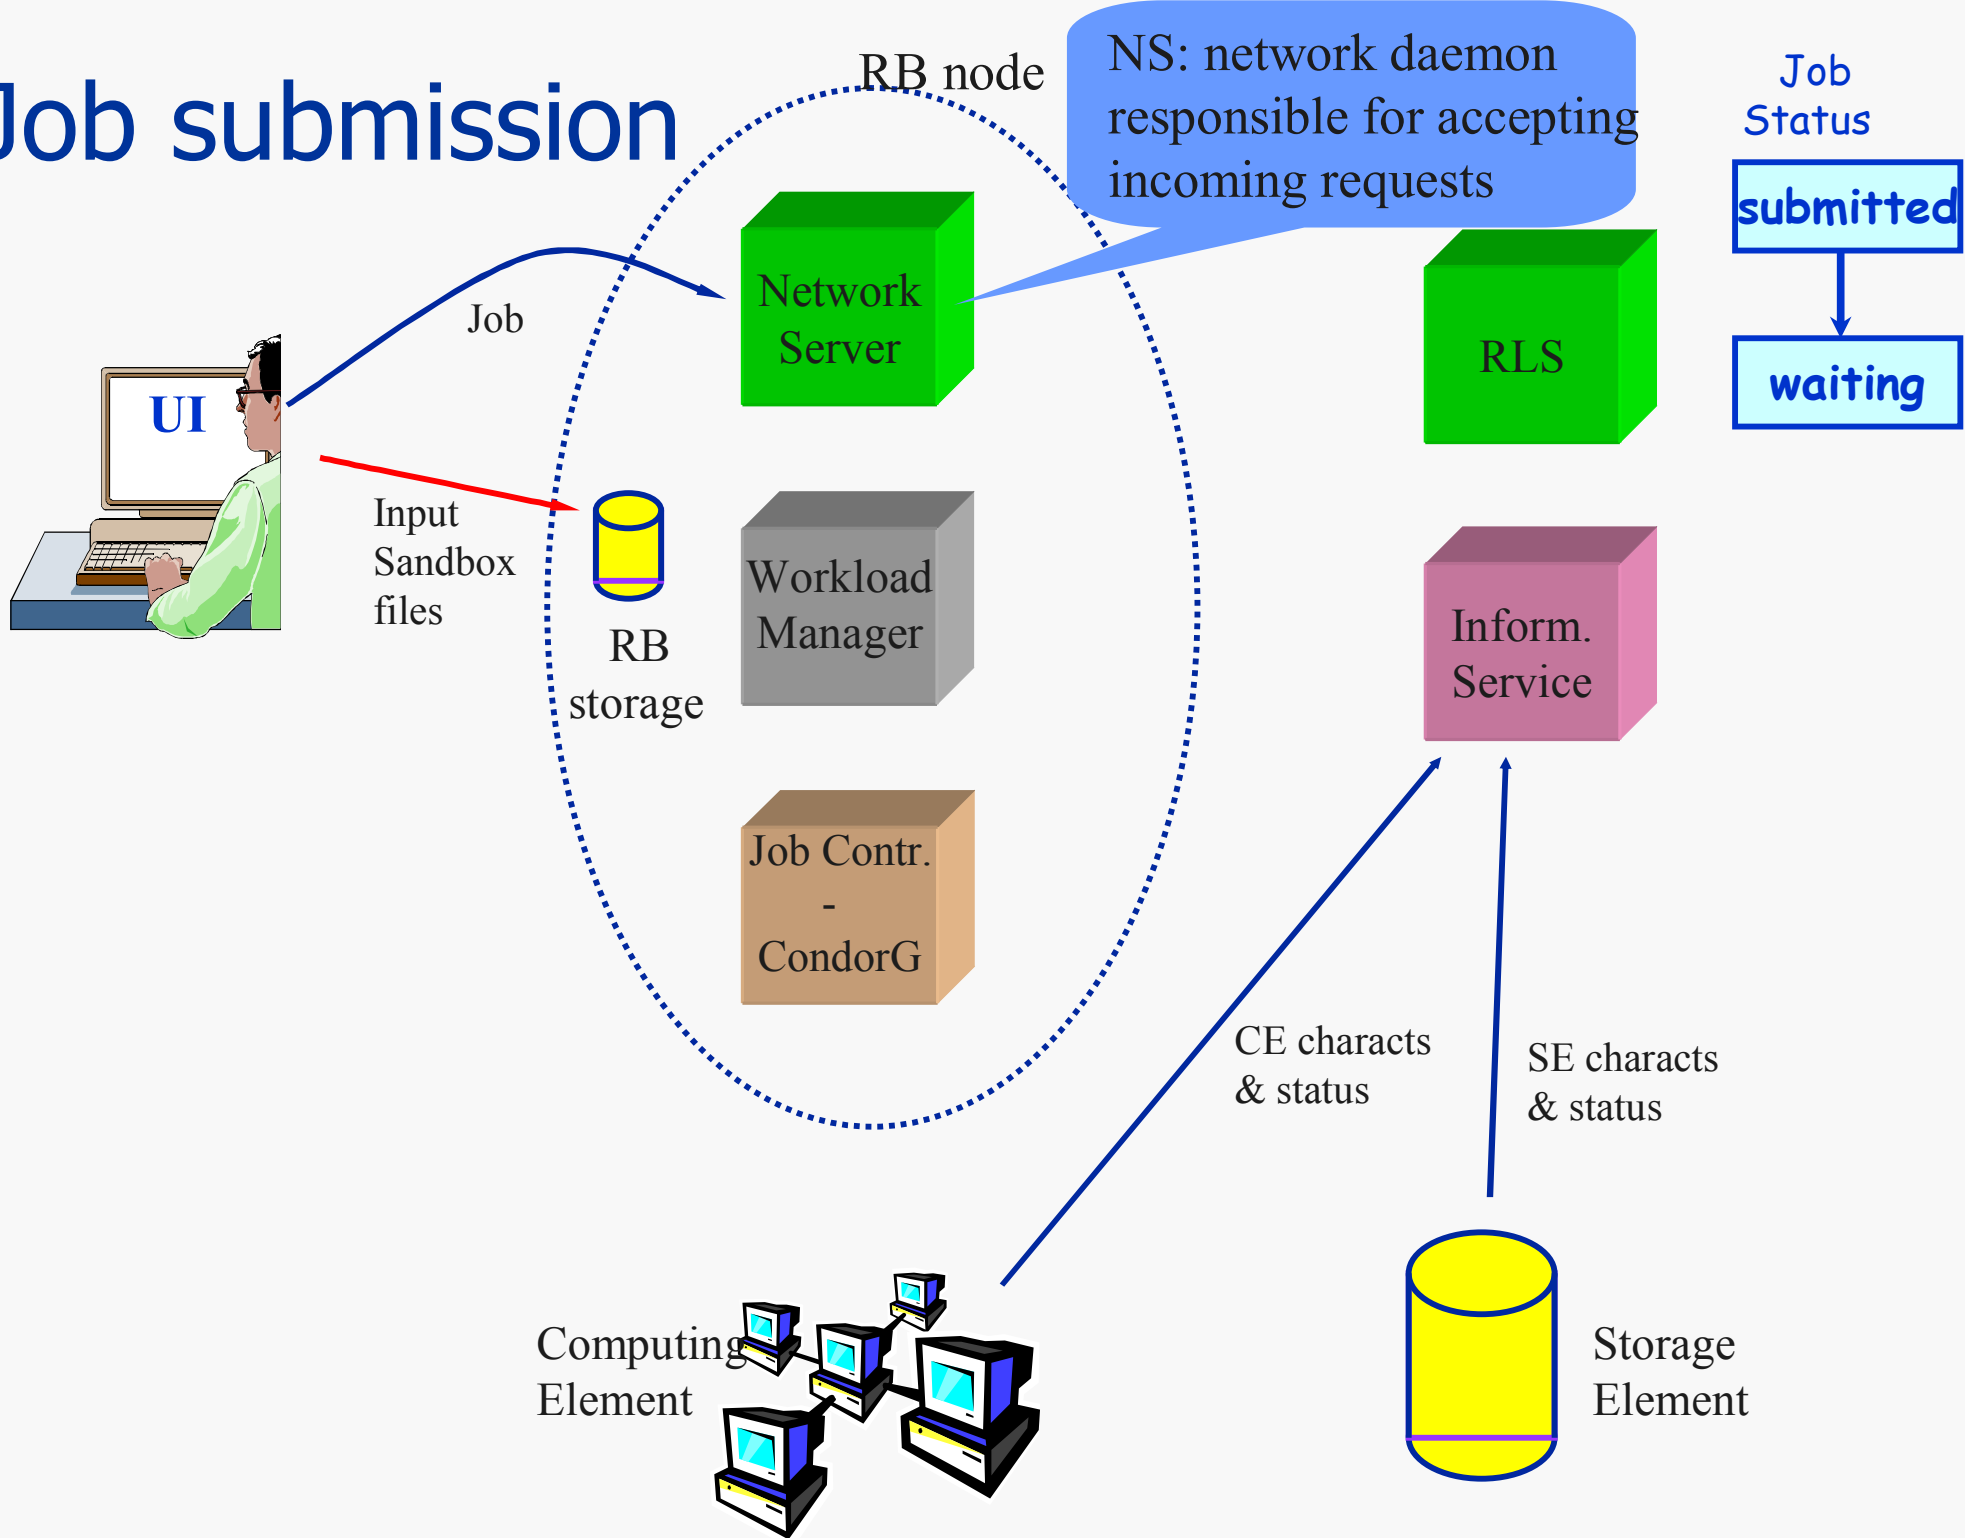 Job submission
RB node
NS: network daemon
responsible for accepting
incoming requests
Job
Status
submitted
waiting
Network
Server
RLS
Job
UI
Input
Sandbox
files
RB
storage
Workload
Manager
Inform.
Service
Job Contr.
-
CondorG
CE characts
& status
SE characts
& status
Computing
Element
Storage
Element